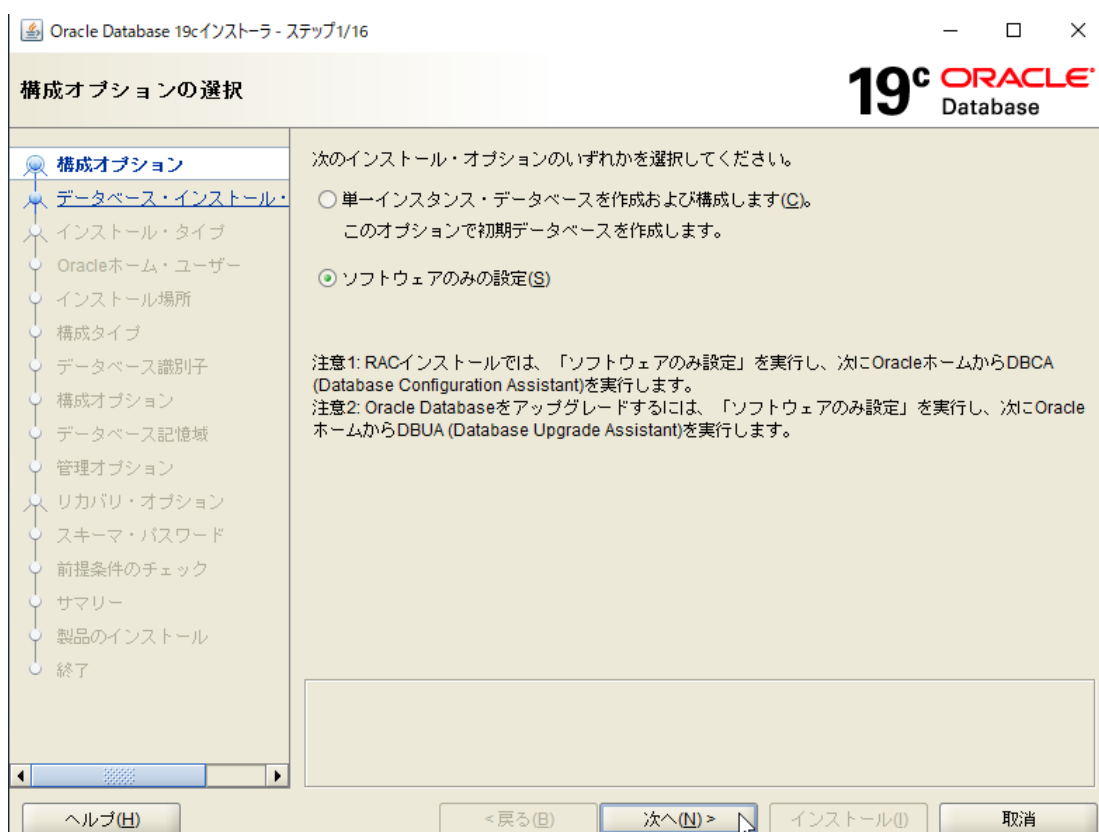 Oracle Database 19cインストーラ - ステップ1/16
構成オプションの選択
19c ORACLE
Database
構成オプション
データベース・インストール・
インストール・タイプ
Oracleホーム・ユーザー
インストール場所
構成タイプ
データベース識別子
構成オプション
データベース記憶域
管理オプション
リカバリ・オプション
スキーマ・パスワード
前提条件のチェック
サマリー
製品のインストール
終了
次のインストール・オプションのいずれかを選択してください。
単一インスタンス・データベースを作成および構成します(C)。
このオプションで初期データベースを作成します。
ソフトウェアのみの設定(S)
注意1: RACインストールでは、「ソフトウェアのみ設定」を実行し、次にOracleホームからDBCA
(Database Configuration Assistant)を実行します。
注意2: Oracle Databaseをアップグレードするには、「ソフトウェアのみ設定」を実行し、次にOracle
ホームからDBUA (Database Upgrade Assistant)を実行します。
ヘルプ(H)
<戻る(B)
次へ(N) >
インストール(I)
取消